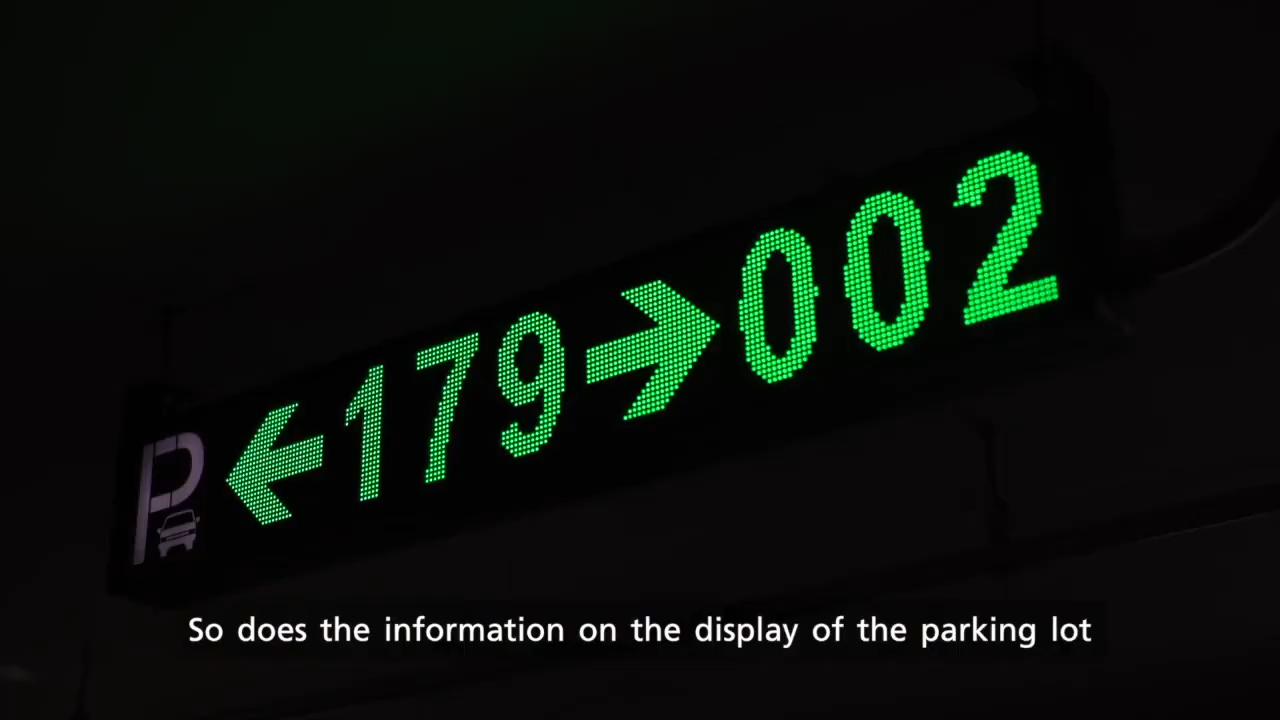 P ←179→002
So does the information on the display of the parking lot